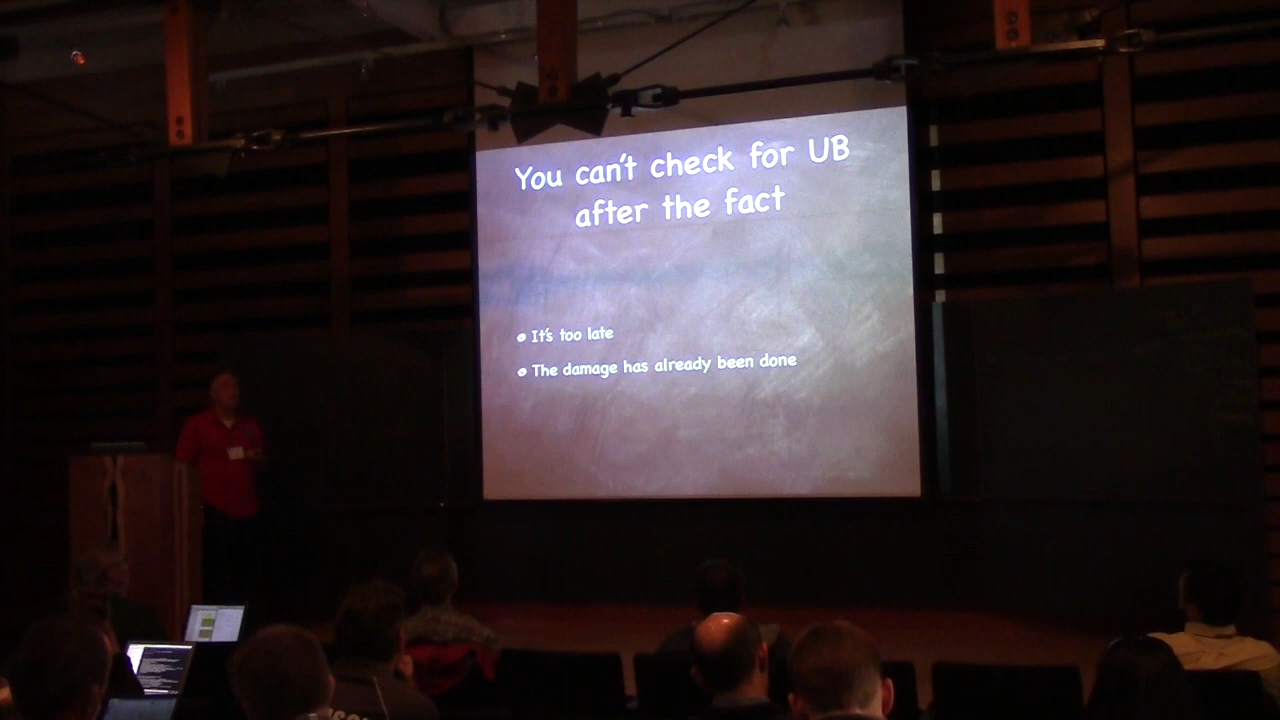 You can't check for UB
after the fact
It's too late
The damage has already been done